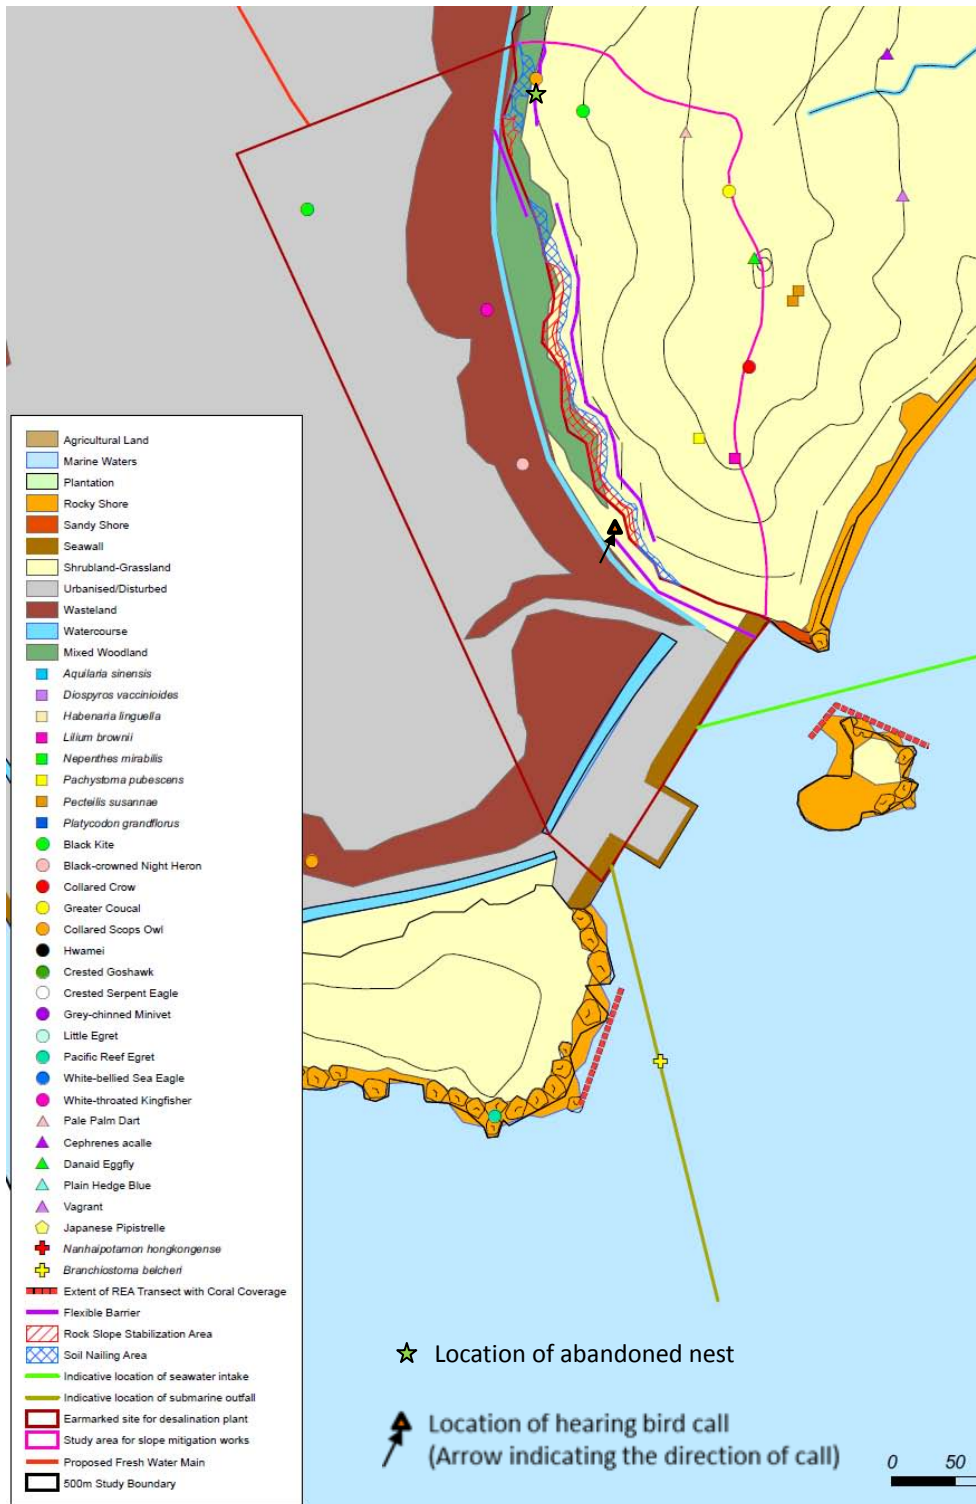 Agricultural Land
Marine Waters
Plantation
Rocky Shore
Sandy Shore
Seawall
Shrubland-Grassland
Urbanised/Disturbed
Wasteland
Watercourse
Mixed Woodland
Aquilaria sinensis
Diospyros vaccinioides
Habenaria linguella
Lilium brownii
Nepenthes mirabilis
Pachystoma pubescens
Pecteilis susannae
Platycodon grandflorus
Black Kite
Black-crowned Night Heron
Collared Crow
Greater Coucal
Collared Scops Owl
Hwamei
Crested Goshawk
Crested Serpent Eagle
Grey-chinned Minivet
Little Egret
Pacific Reef Egret
White-bellied Sea Eagle
White-throated Kingfisher
Pale Palm Dart
Cephrenes acalle
Danaid Eggfly
Plain Hedge Blue
Vagrant
Japanese Pipistrelle
Nanhaipotamon hongkongense
Branchiostoma belcheri
Extent of REA Transect with Coral Coverage
Flexible Barrier
Rock Slope Stabilization Area
Soil Nailing Area
Indicative location of seawater intake
Indicative location of submarine outfall
Earmarked site for desalination plant
Study area for slope mitigation works
Proposed Fresh Water Main
500m Study Boundary
Location of abandoned nest
Location of hearing bird call
(Arrow indicating the direction of call)
0 50